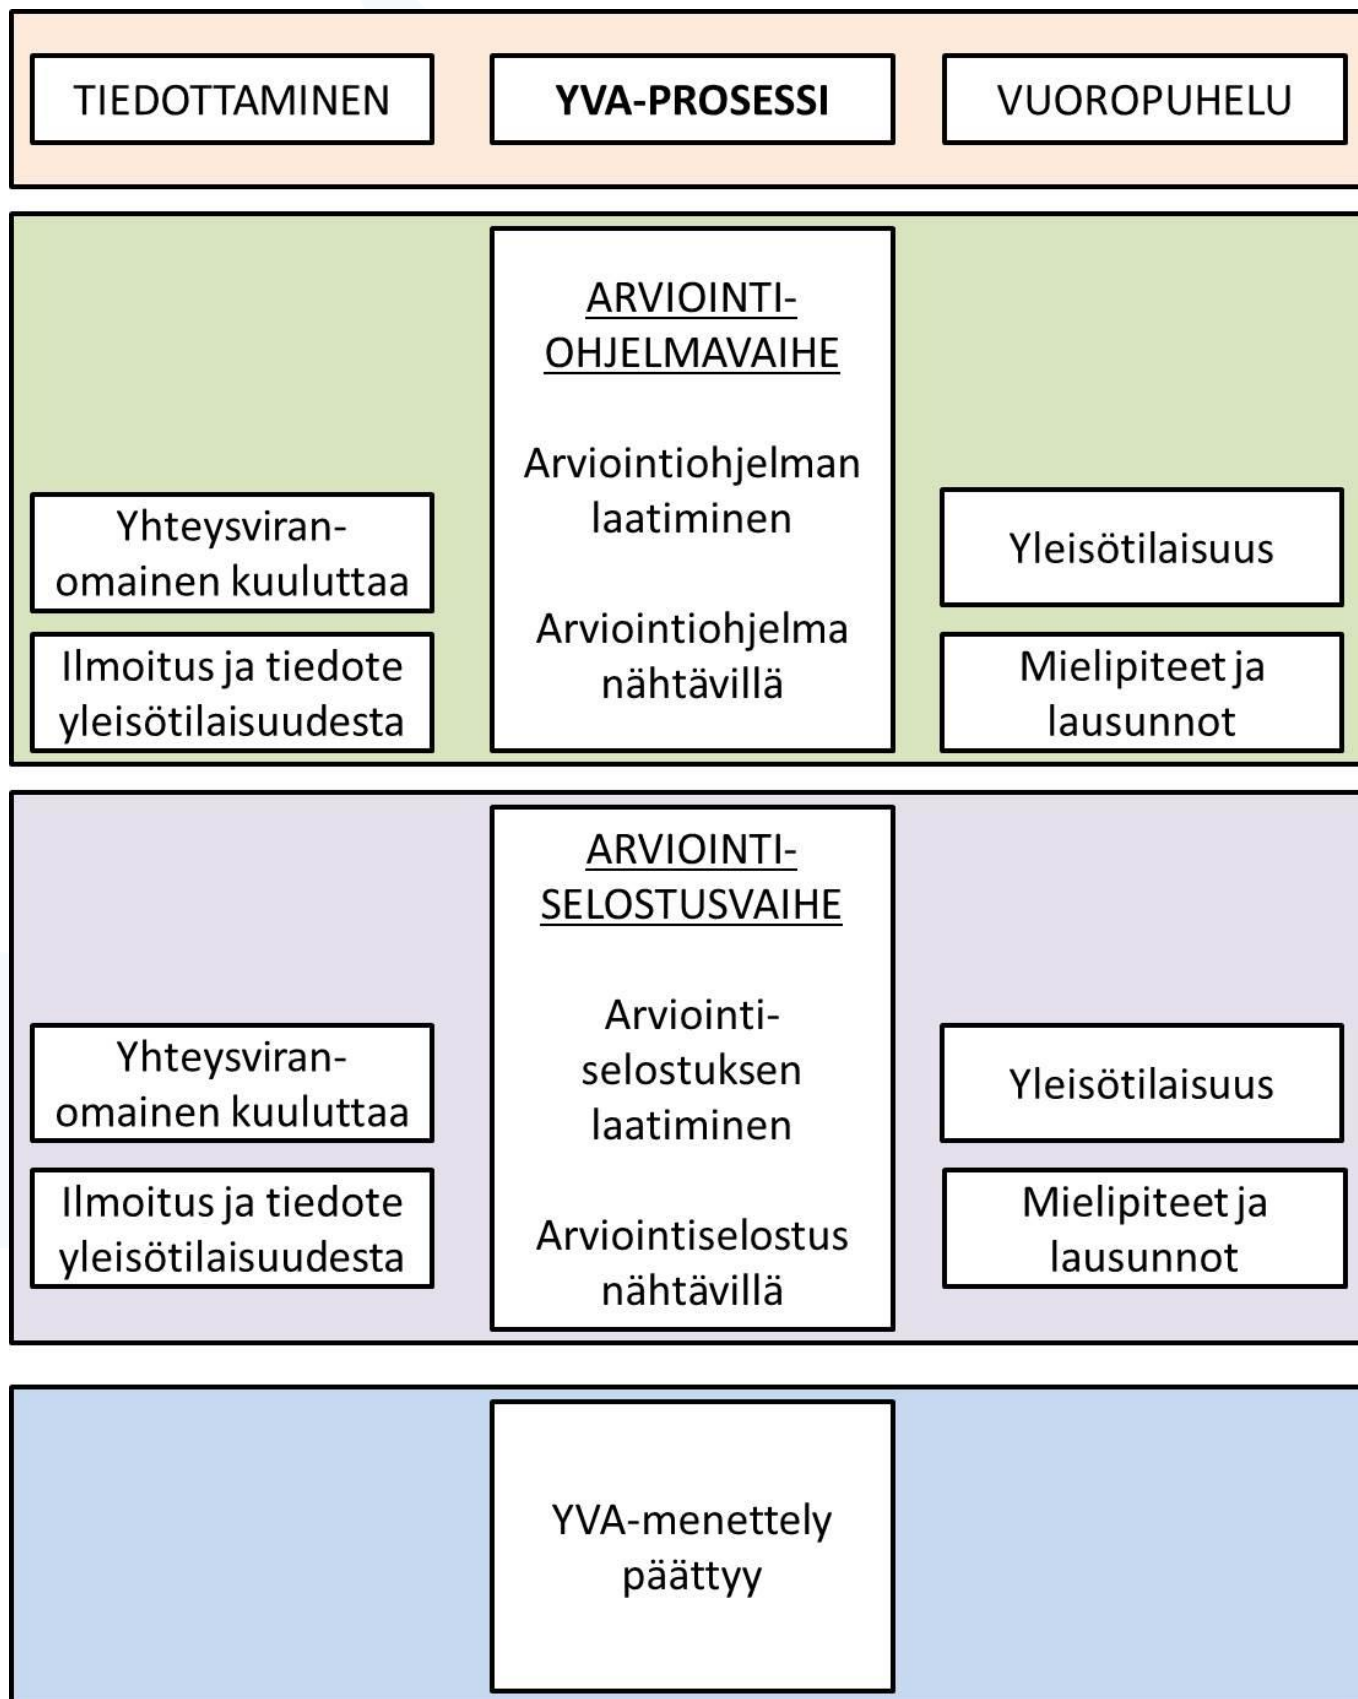 TIEDOTTAMINEN
YVA-PROSESSI
VUOROPUHELU
ARVIOINTI-
OHJELMAVAIHE
Arviointiohjelman
laatiminen
Arviointiohjelma
nähtävillä
Yhteysviran-
omainen kuuluttaa
Ilmoitus ja tiedote
yleisötilaisuudesta
Yleisötilaisuus
Mielipiteet ja
lausunnot
ARVIOINTI-
SELOSTUSVAIHE
Arviointi-
selostuksen
laatiminen
Arviointiselostus
nähtävillä
Yhteysviran-
omainen kuuluttaa
Ilmoitus ja tiedote
yleisötilaisuudesta
Yleisötilaisuus
Mielipiteet ja
lausunnot
YVA-menettely
päättyy